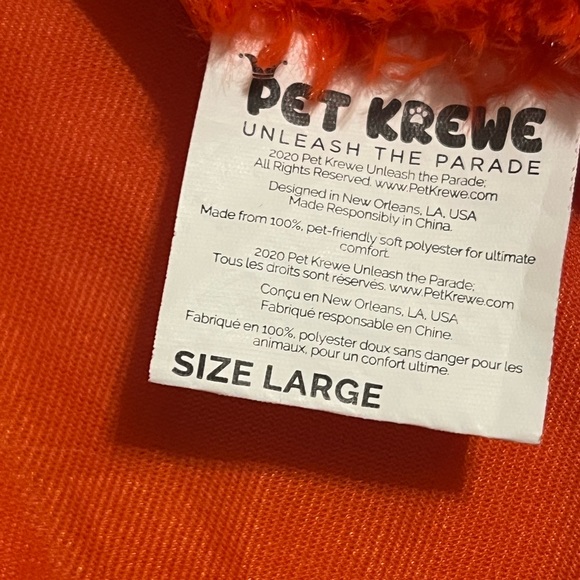 PET KREWE
UNLEASH THE PARADE
2020 Pet Krewe Unleash the Parade;
All Rights Reserved. www.PetKrewe.com
Designed in New Orleans, LA, USA
Made Responsibly in China.
Made from 100%, pet-friendly soft polyester for ultimate
comfort.
2020 Pet Krewe Unleash the Parade;
Tous les droits sont réservés. www.PetKrewe.com
Conçu en New Orleans, LA, USA
Fabriqué responsable en Chine.
Fabriqué en 100%, polyester doux sans danger pour les
animaux, pour un confort ultime.
SIZE LARGE